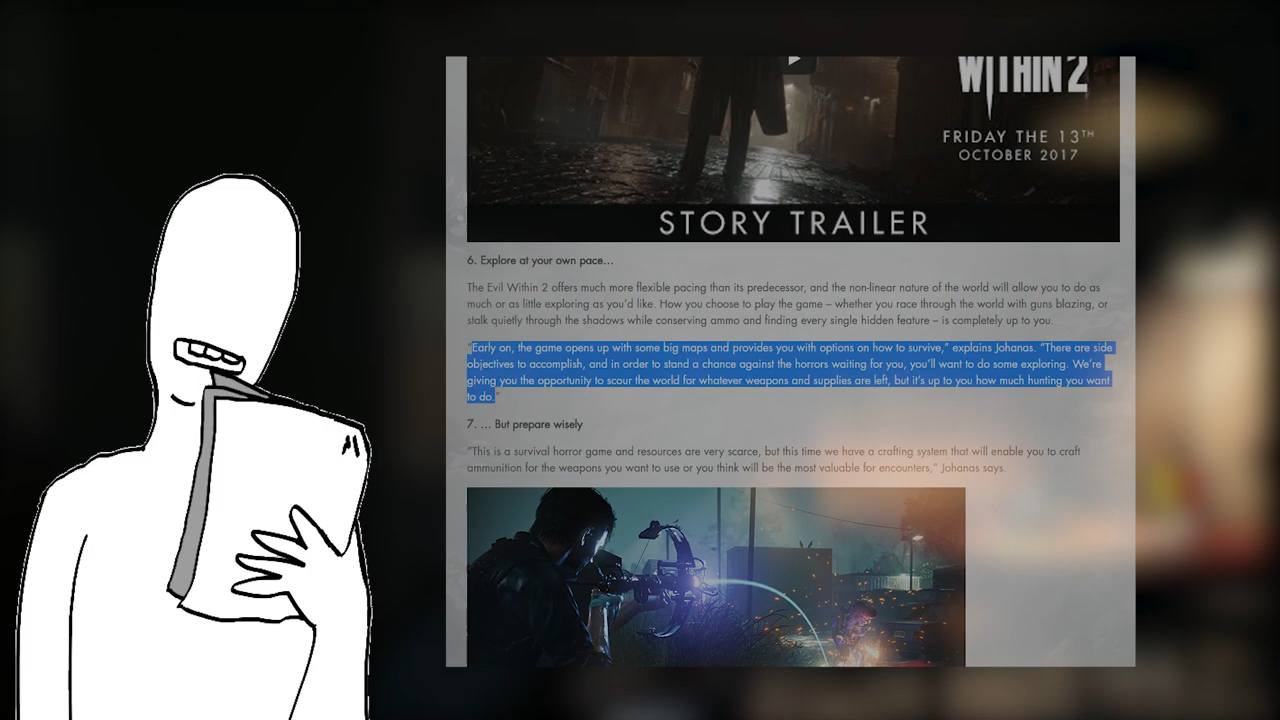 WITHIN 2
FRIDAY THE 13TH
OCTOBER 2017
STORY TRAILER
6. Explore at your own pace…
The Evil Within 2 offers much more flexible pacing than its predecessor, and the non-linear nature of the world will allow you to do as
much or as little exploring as you’d like. How you choose to play the game – whether you race through the world with guns blazing, or
stalk quietly through the shadows while conserving ammo and finding every single hidden feature – is completely up to you.
“Early on, the game opens up with some big maps and provides you with options on how to survive,” explains Johanas. “There are side
objectives to accomplish, and in order to stand a chance against the horrors waiting for you, you’ll want to do some exploring. We’re
giving you the opportunity to scour the world for whatever weapons and supplies are left, but it’s up to you how much hunting you want
to do.”
7. … But prepare wisely
“This is a survival horror game and resources are very scarce, but this time we have a crafting system that will enable you to craft
ammunition for the weapons you want to use or you think will be the most valuable for encounters,” Johanas says.